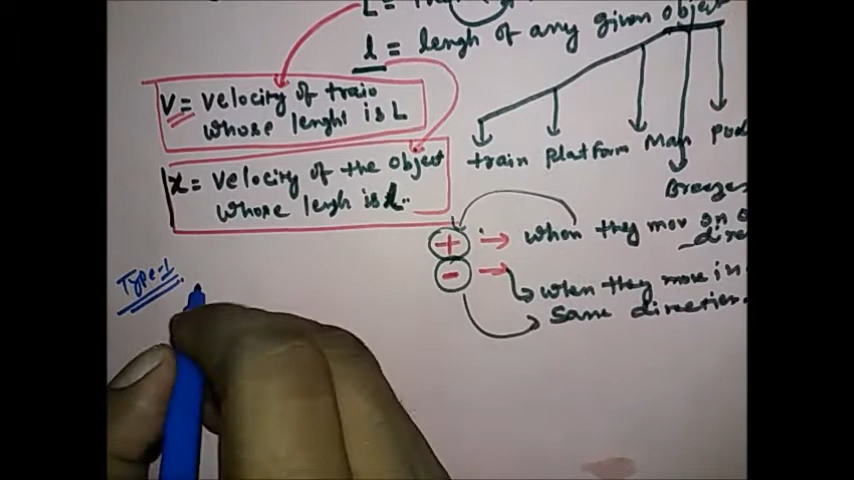 l = lengh of any given object
V = velocity of train
whose lenght is L
x = velocity of the object
whose lengh is l..
train platform Man
Breezes
+ → when they mov on
- → when they move in
same direction.
Type-1